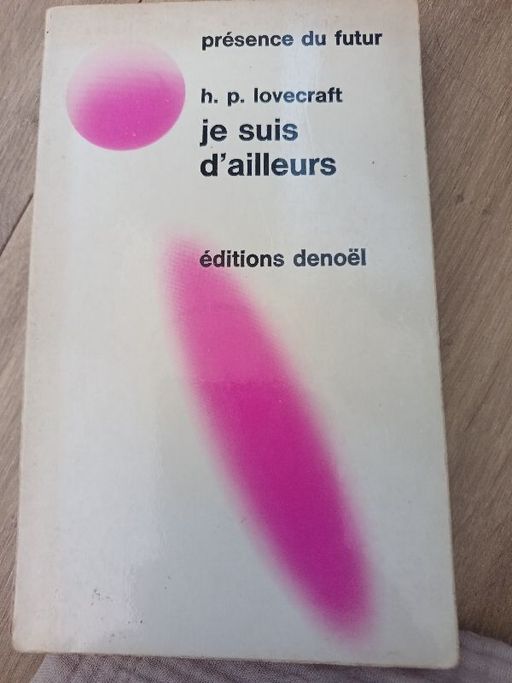 présence du futur
h. p. lovecraft
je suis
d'ailleurs
éditions denoël